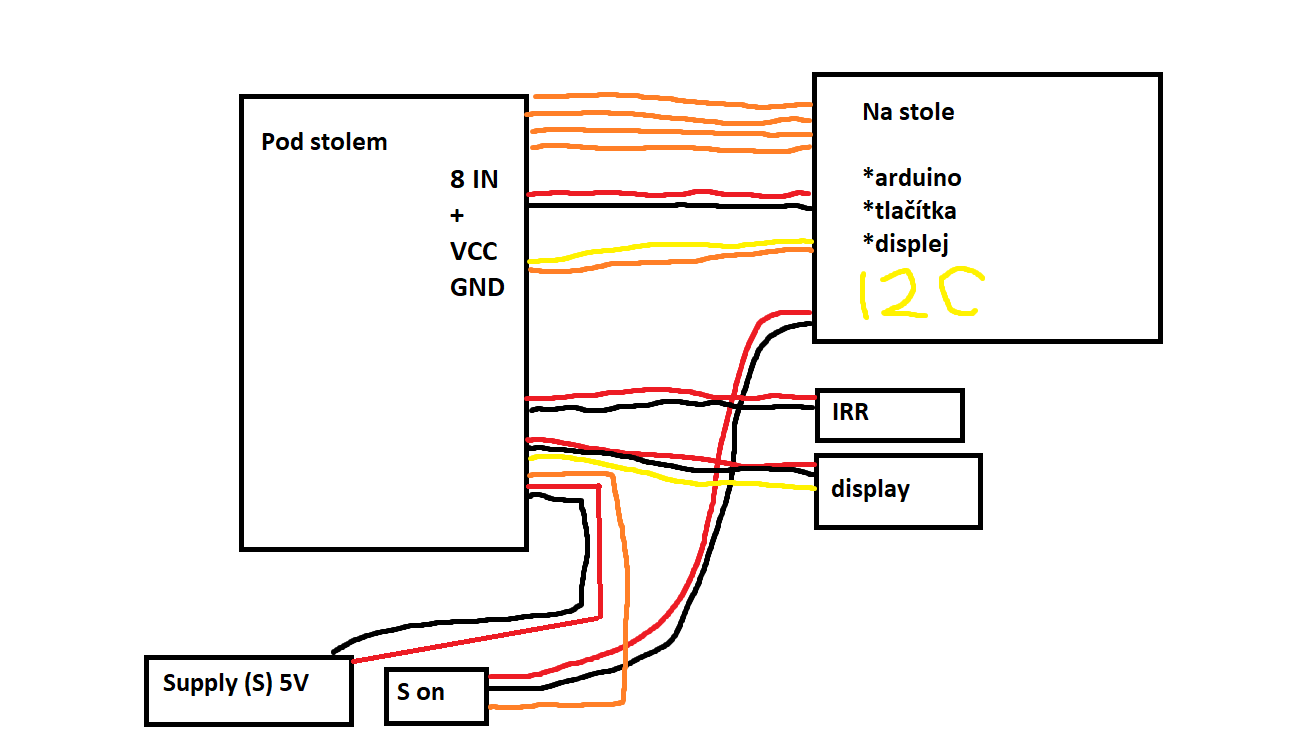 Pod stolem
8 IN
+
VCC
GND
Na stole
*arduino
*tlačítka
*displej
I2C
IRR
display
Supply (S) 5V
S on